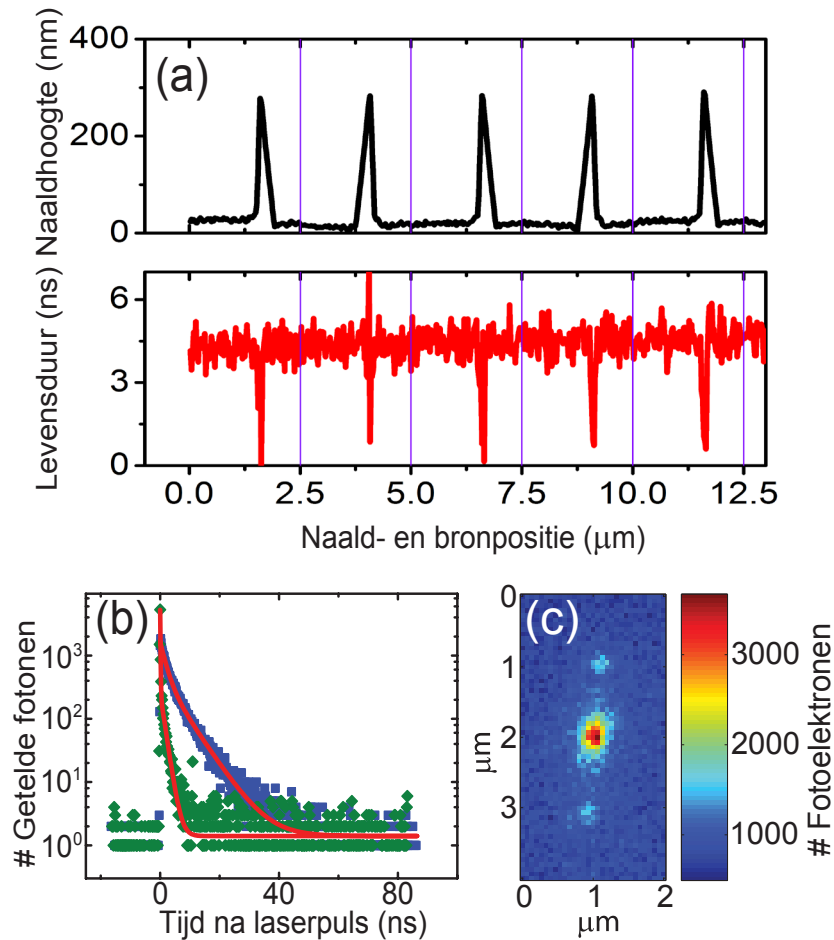 (a)
Naaldhoogte (nm)
400
200
0
Levensduur (ns)
6
3
0
0.0 2.5 5.0 7.5 10.0 12.5
Naald- en bronpositie (μm)
(b)
# Getelde fotonen
10³
10²
10¹
10⁰
0 40 80
Tijd na laserpuls (ns)
(c)
μm
0
1
2
3
0 1 2
μm
3000
2000
1000
# Fotoelektronen